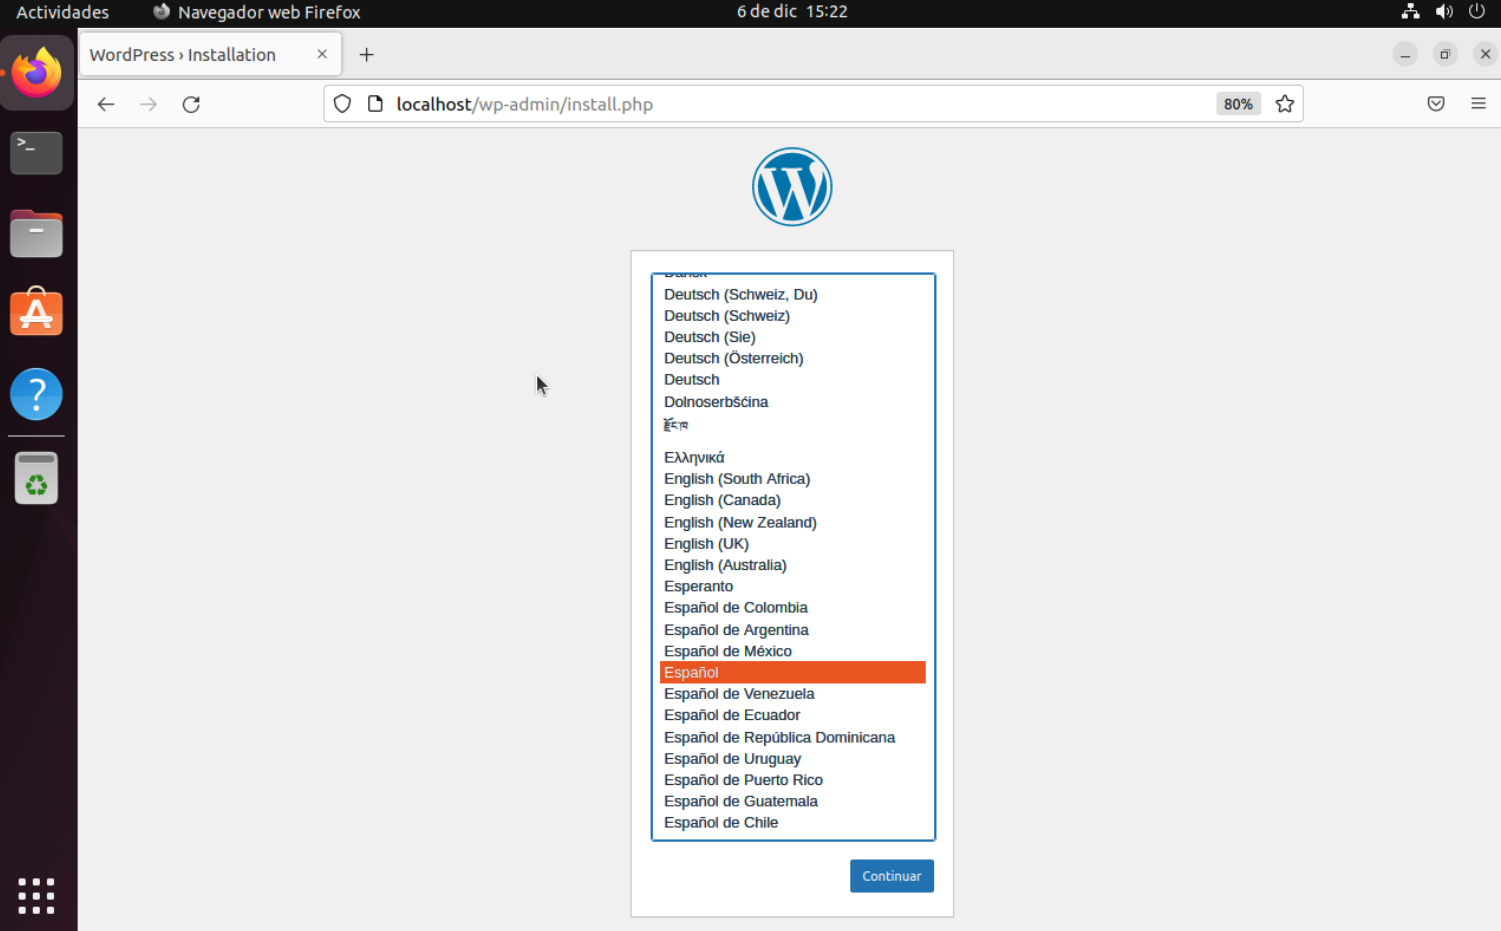 Actividades
Navegador web Firefox
6 de dic 15:22
WordPress › Installation
localhost/wp-admin/install.php
80%
Dansk
Deutsch (Schweiz, Du)
Deutsch (Schweiz)
Deutsch (Sie)
Deutsch (Österreich)
Deutsch
Dolnoserbšćina
རྫོང་ཁ
Ελληνικά
English (South Africa)
English (Canada)
English (New Zealand)
English (UK)
English (Australia)
Esperanto
Español de Colombia
Español de Argentina
Español de México
Español
Español de Venezuela
Español de Ecuador
Español de República Dominicana
Español de Uruguay
Español de Puerto Rico
Español de Guatemala
Español de Chile
Continuar